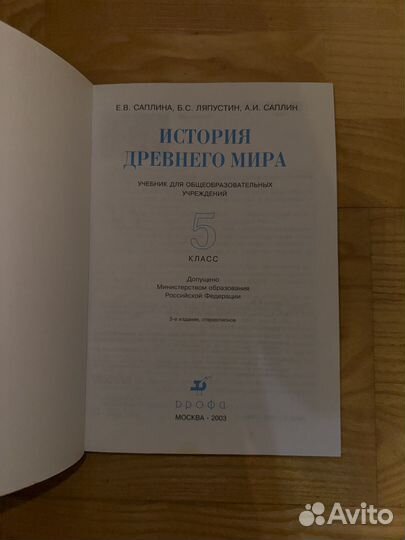 Е.В. САПЛИНА, Б.С. ЛЯПУСТИН, А.И. САПЛИН
ИСТОРИЯ
ДРЕВНЕГО МИРА
УЧЕБНИК ДЛЯ ОБЩЕОБРАЗОВАТЕЛЬНЫХ
УЧРЕЖДЕНИЙ
5
КЛАСС
Допущено
Министерством образования
Российской Федерации
3-е издание, стереотипное
дрофа
МОСКВА • 2003
Avito